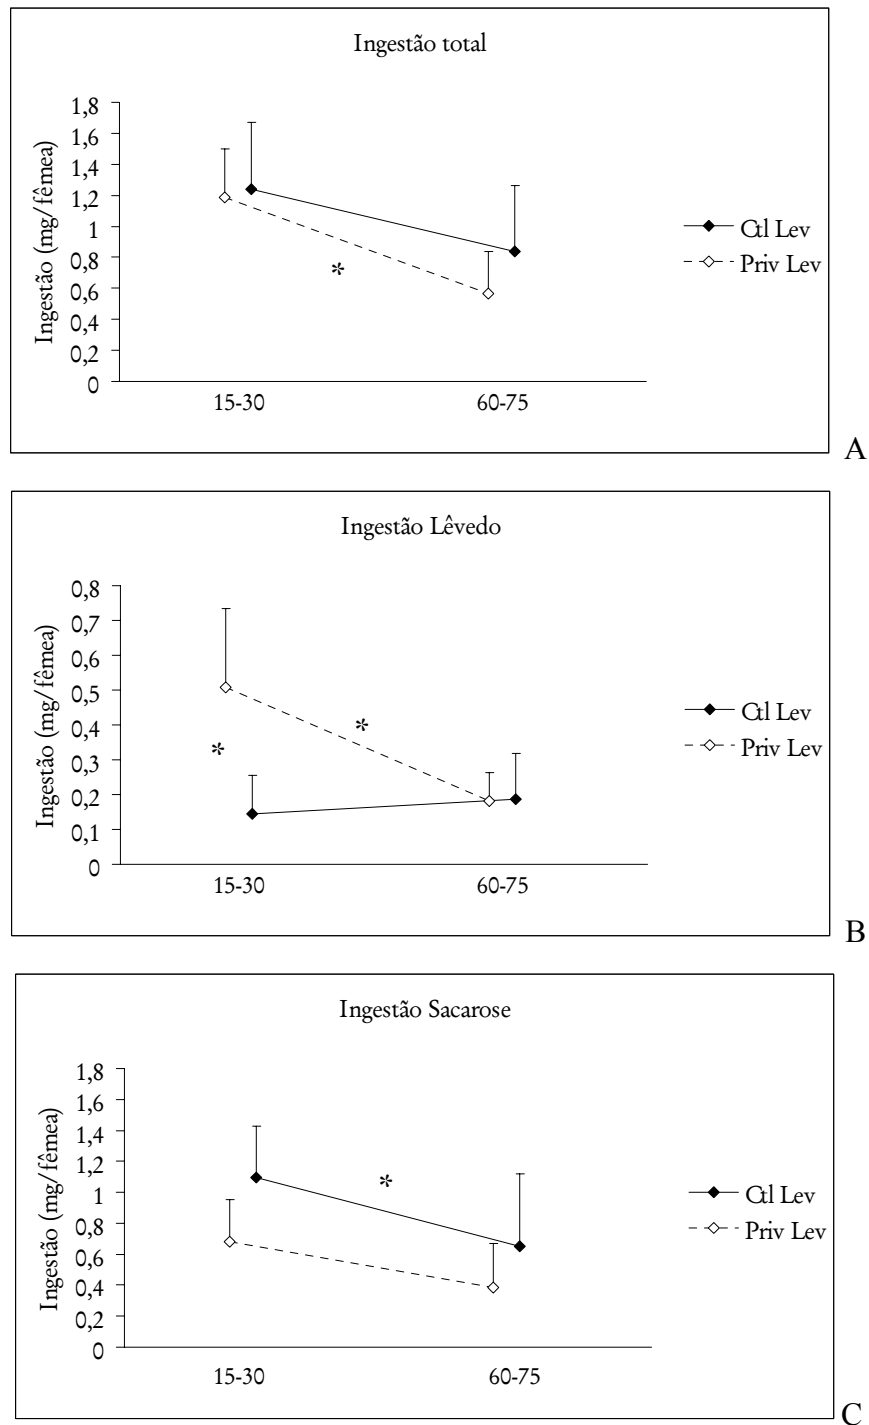 Ingestão total
Ingestão (mg/fêmea)
1,8
1,6
1,4
1,2
1
0,8
0,6
0,4
0,2
0
*
15-30
60-75
Ctl Lev
Priv Lev
A
Ingestão Lêvedo
Ingestão (mg/fêmea)
0,8
0,7
0,6
0,5
0,4
0,3
0,2
0,1
0
*
*
15-30
60-75
Ctl Lev
Priv Lev
B
Ingestão Sacarose
Ingestão (mg/fêmea)
1,8
1,6
1,4
1,2
1
0,8
0,6
0,4
0,2
0
*
15-30
60-75
Ctl Lev
Priv Lev
C